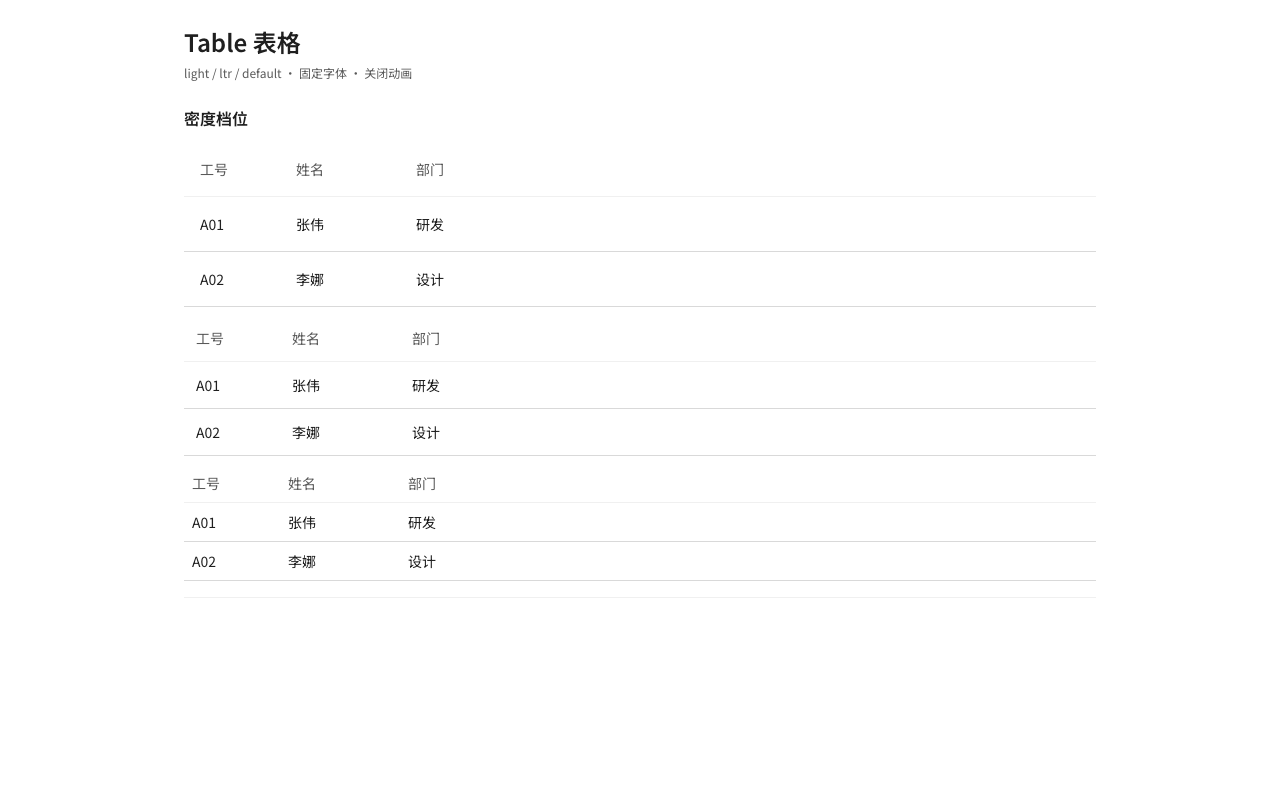 Table 表格
light / ltr / default ・ 固定字体 ・ 关闭动画
密度档位
工号 姓名 部门
A01 张伟 研发
A02 李娜 设计
工号 姓名 部门
A01 张伟 研发
A02 李娜 设计
工号 姓名 部门
A01 张伟 研发
A02 李娜 设计